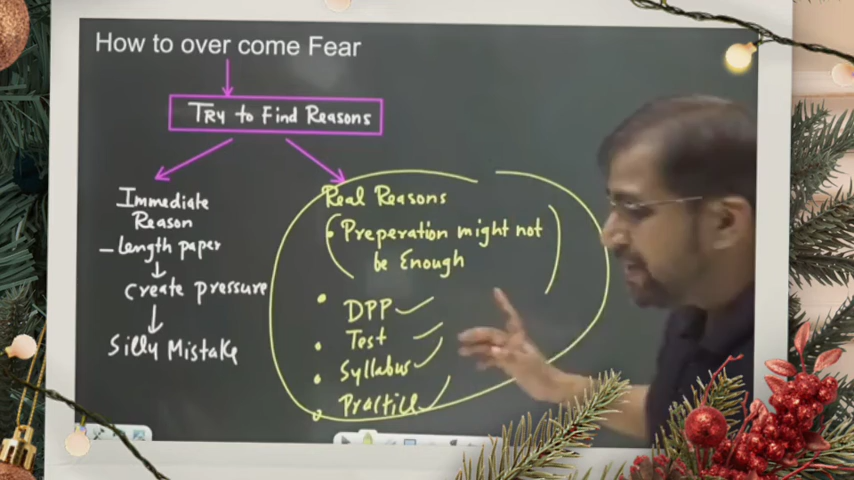 How to over come Fear
Try to Find Reasons
Immediate
Reason
- Length paper
create pressure
Silly Mistake
Real Reasons
• Preperation might not
be Enough
• DPP
• Test
• Syllabus
• Practice